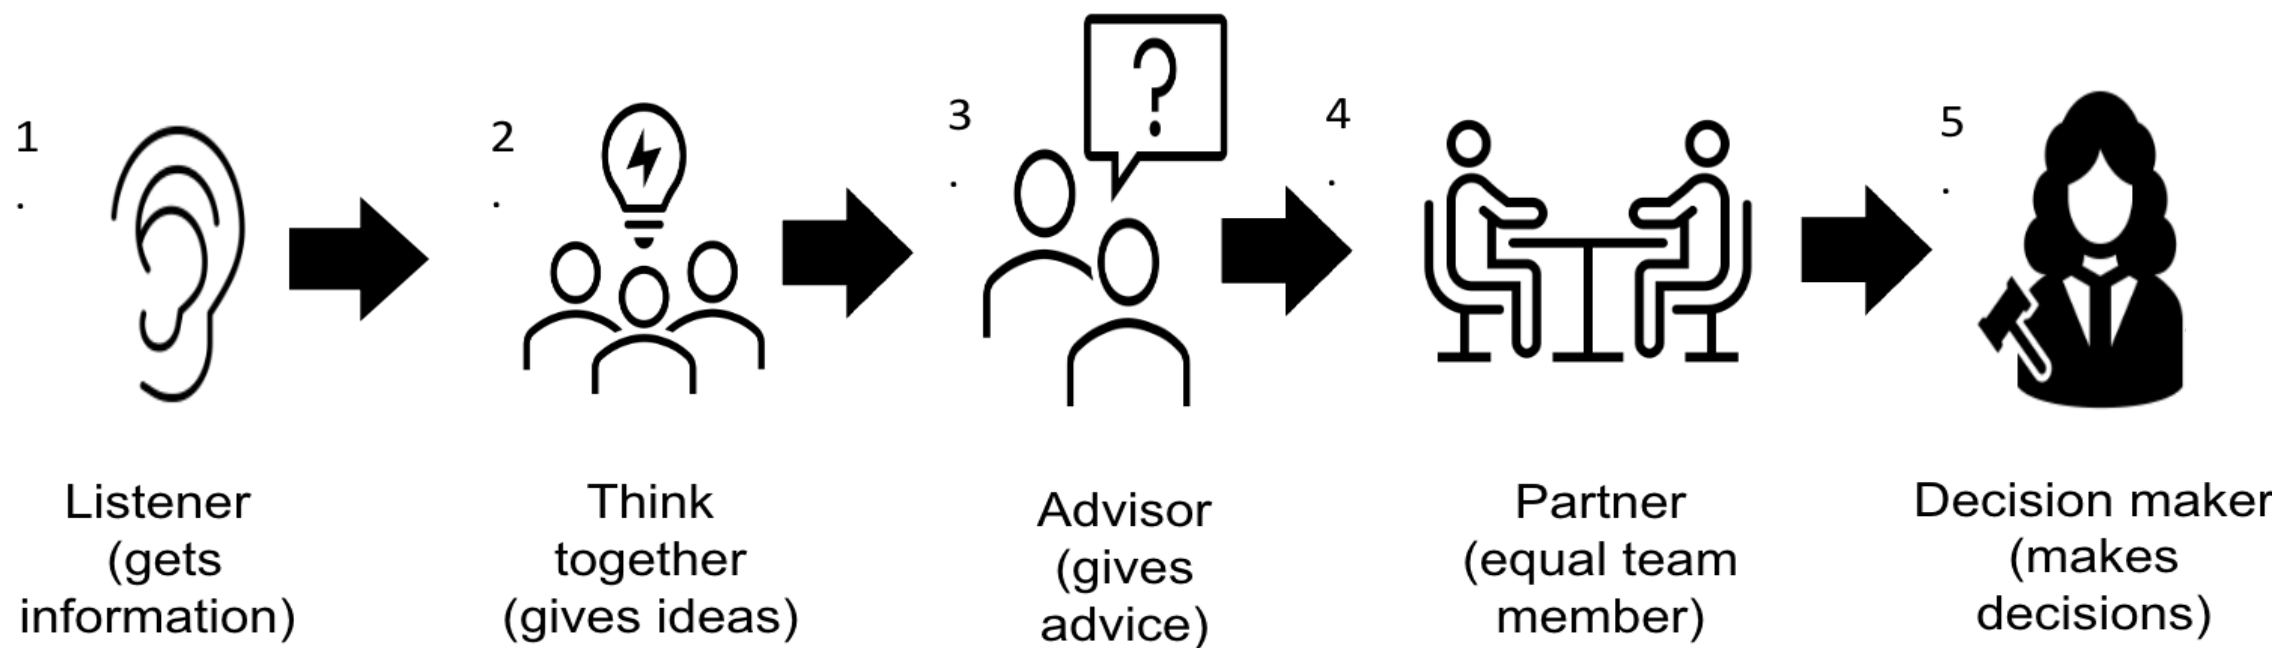 1
.
Listener
(gets
information)
2
.
Think
together
(gives ideas)
3
.
?
Advisor
(gives
advice)
4
.
Partner
(equal team
member)
5
.
Decision maker
(makes
decisions)